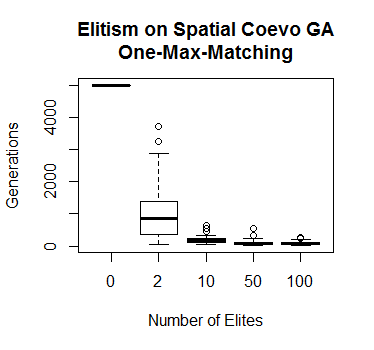 Elitism on Spatial Coevo GA
One-Max-Matching
Generations
4000
2000
0
0 2 10 50 100
Number of Elites